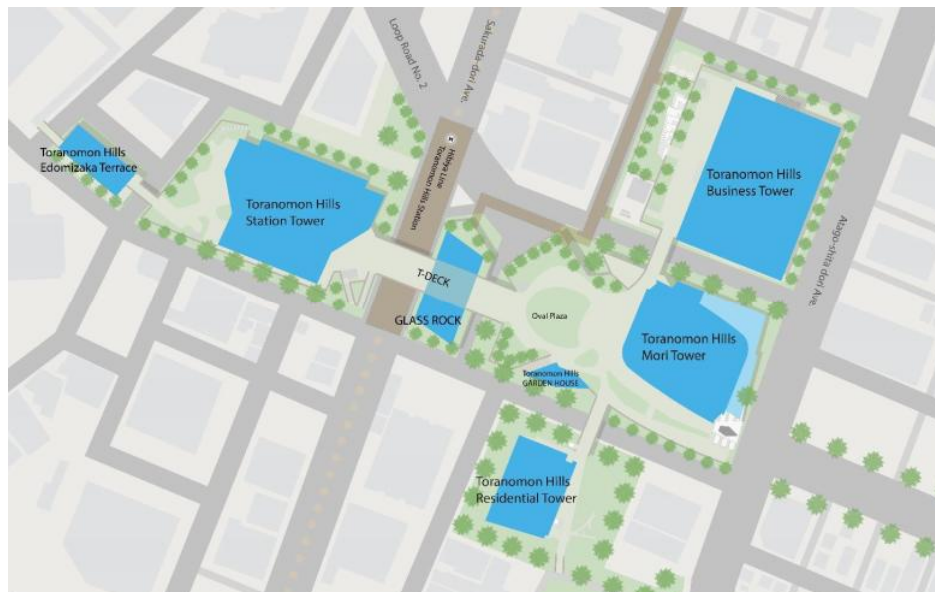 Loop Road No. 2
Sakurada-dori Ave.
Toranomon Hills
Edomizaka Terrace
Toranomon Hills
Station Tower
Hibiya Line
Toranomon Hills Station
Toranomon Hills
Business Tower
Atago-shita dori Ave.
T-DECK
GLASS ROCK
Oval Plaza
Toranomon Hills
Mori Tower
Toranomon Hills
GARDEN HOUSE
Toranomon Hills
Residential Tower